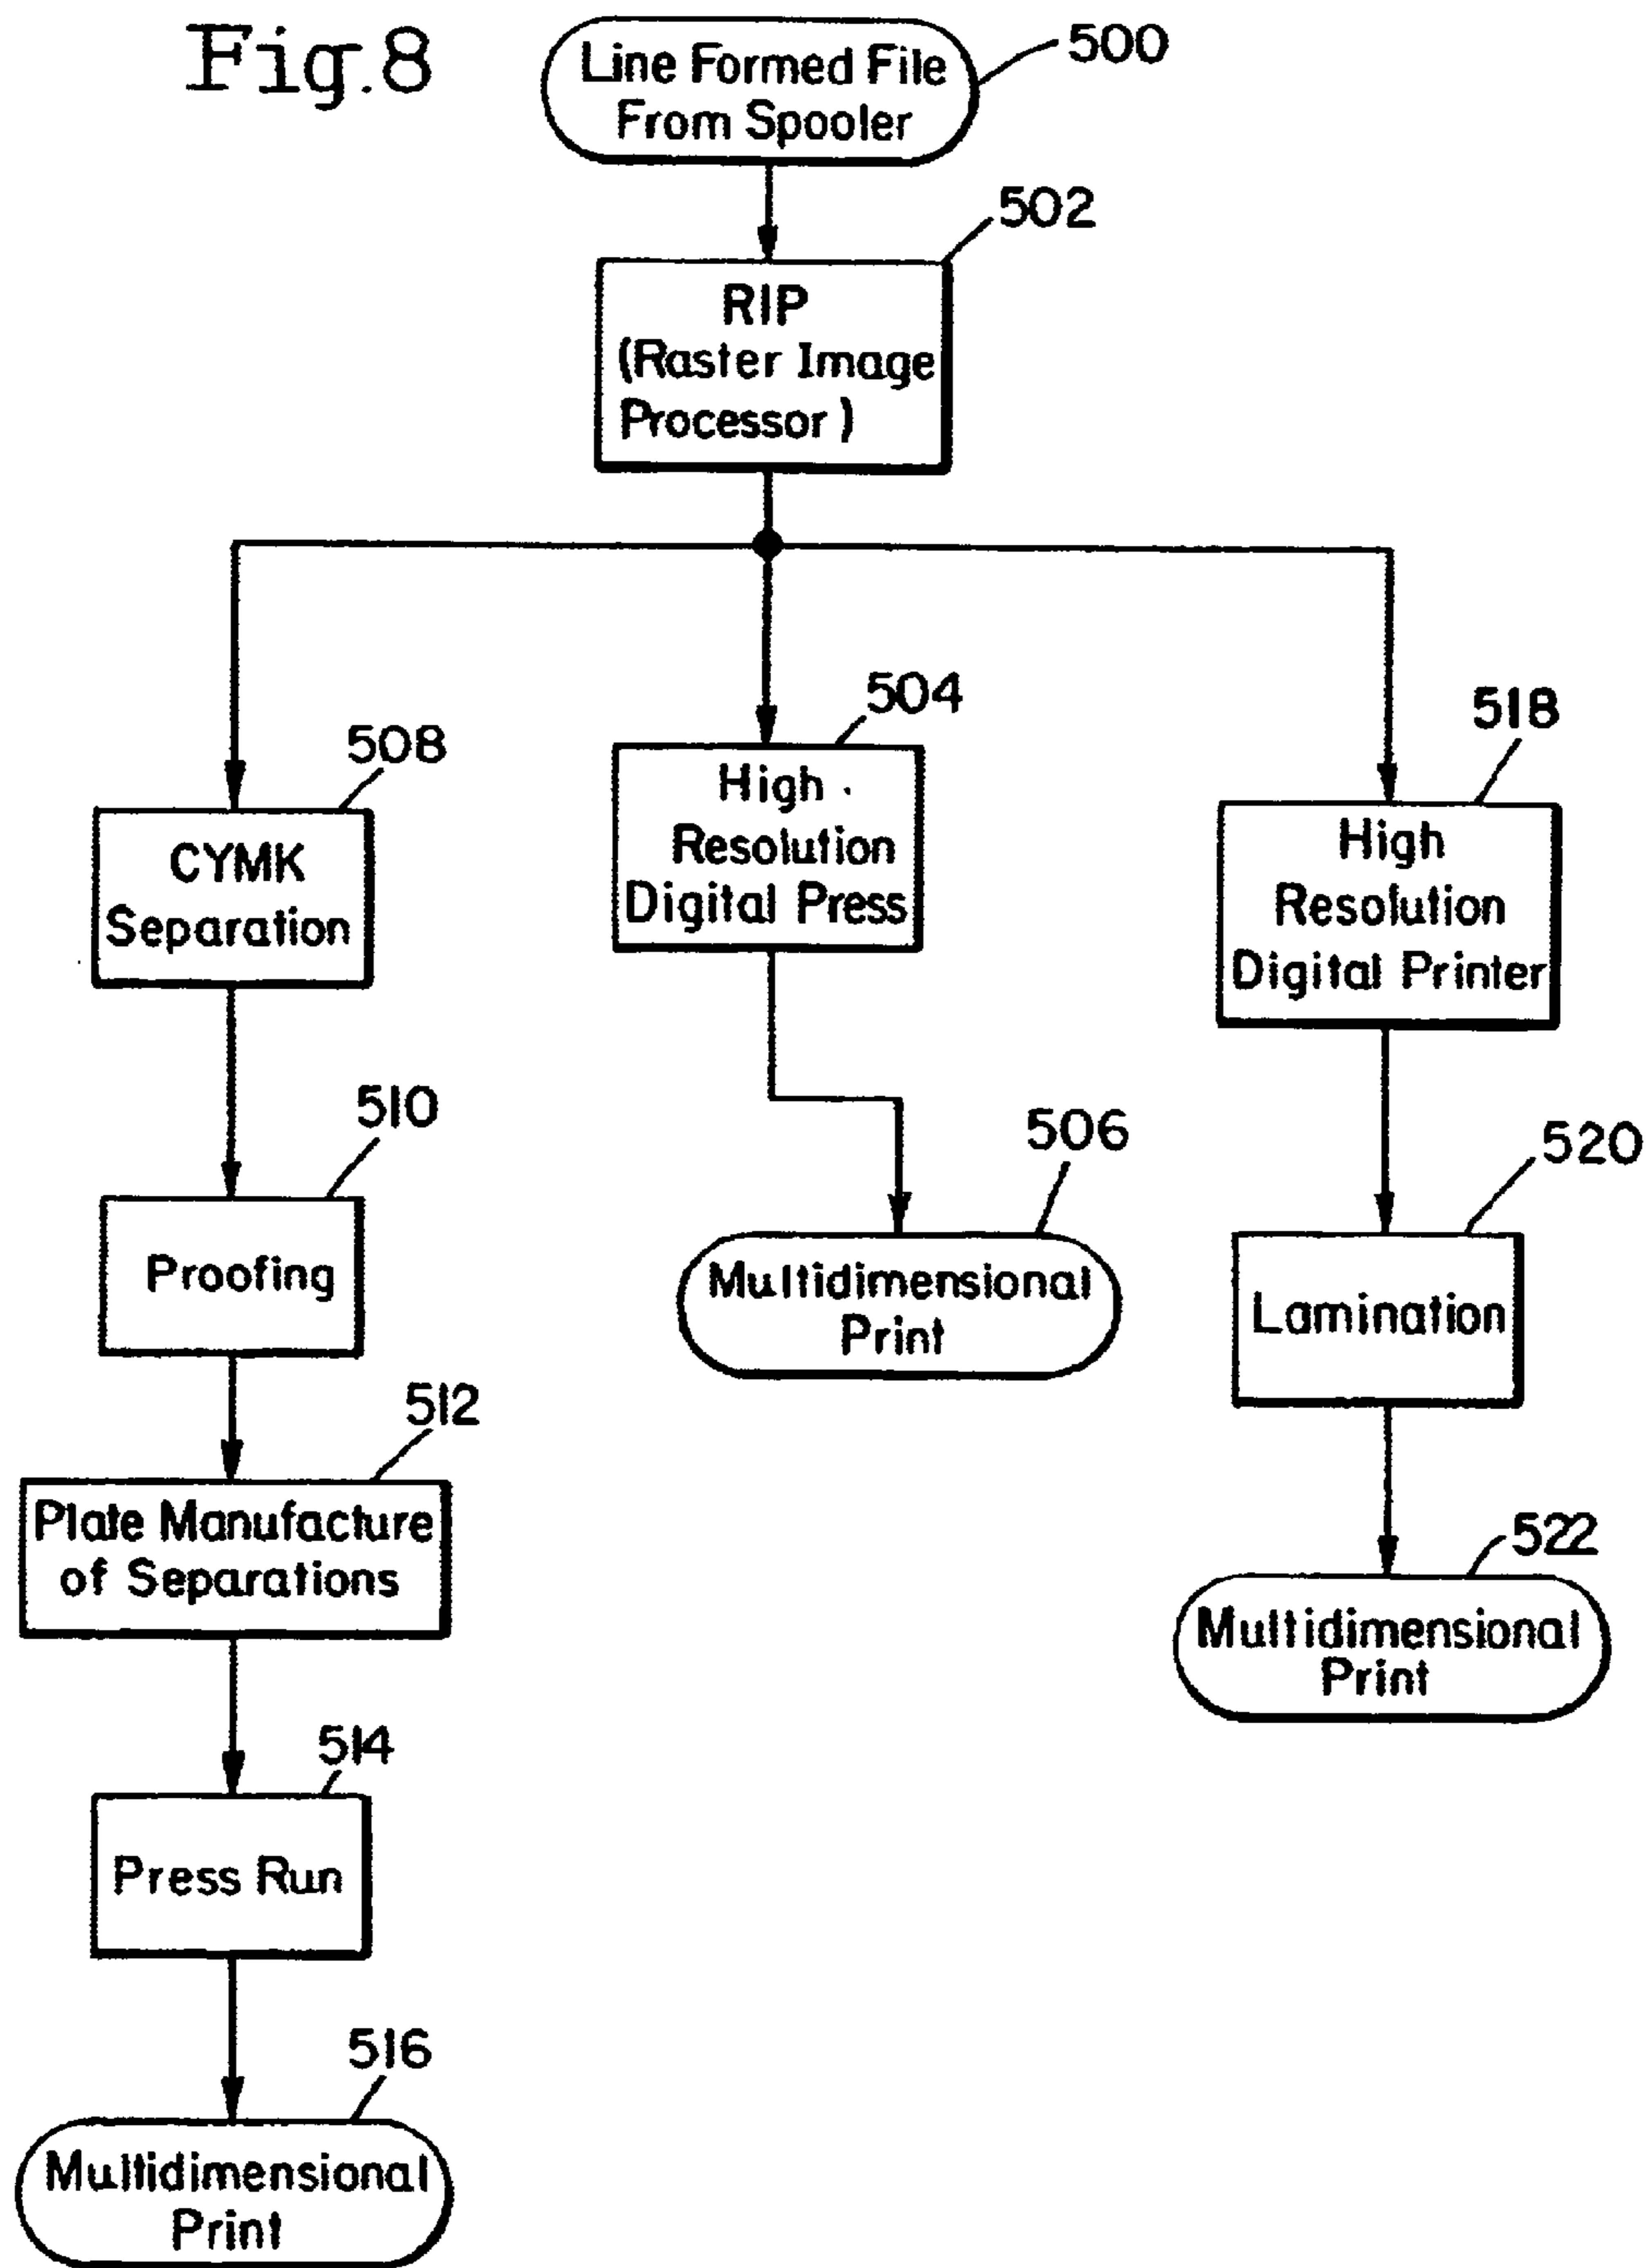 Fig.8
Line Formed File
From Spooler
500
RIP
(Raster Image
Processor)
502
CYMK
Separation
508
High
Resolution
Digital Press
504
High
Resolution
Digital Printer
518
Proofing
510
Multidimensional
Print
506
Lamination
520
Plate Manufacture
of Separations
512
Multidimensional
Print
522
Press Run
514
Multidimensional
Print
516